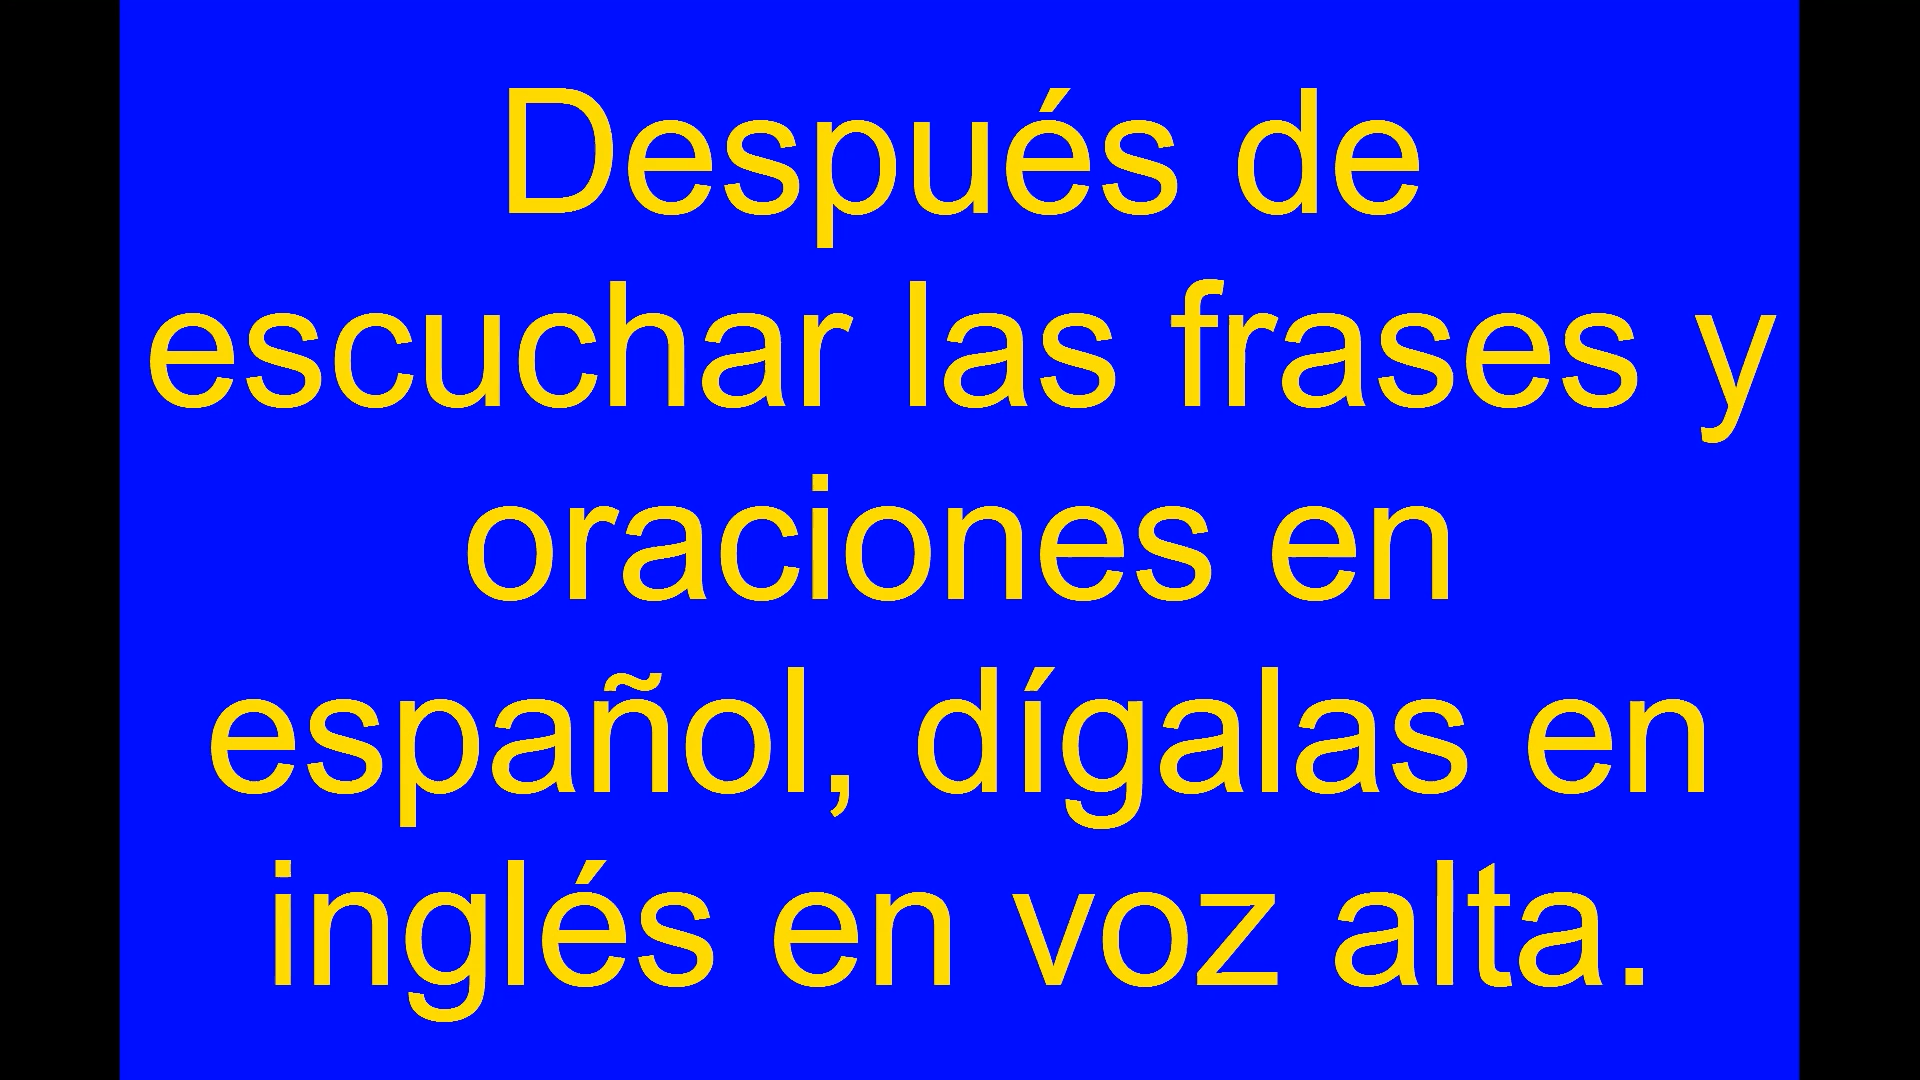 Después de
escuchar las frases y
oraciones en
español, dígalas en
inglés en voz alta.